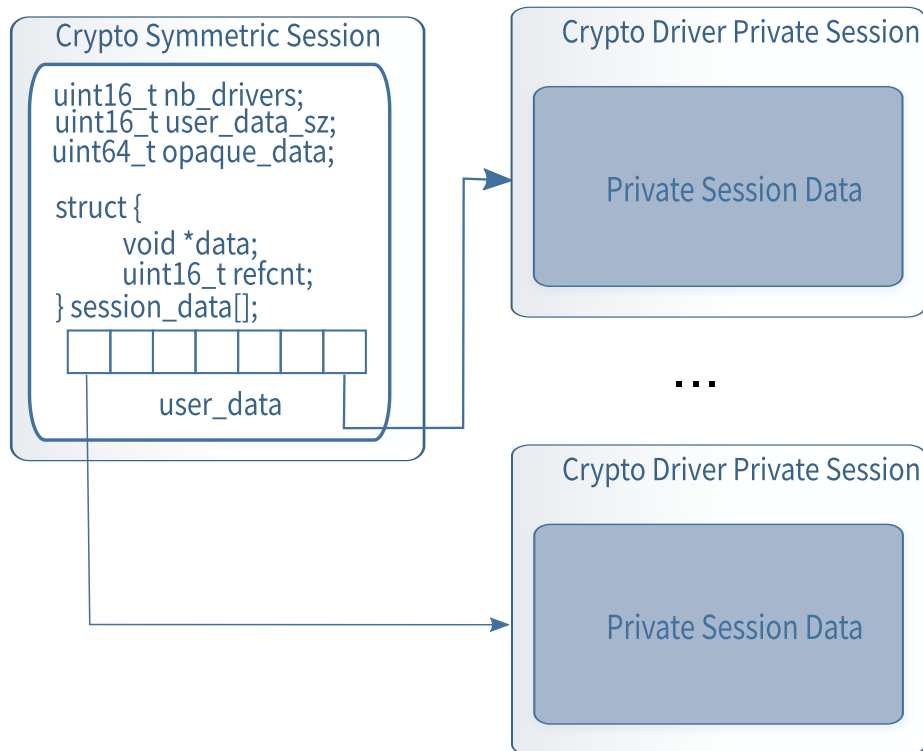 Crypto Symmetric Session
uint16_t nb_drivers;
uint16_t user_data_sz;
uint64_t opaque_data;
struct {
void *data;
uint16_t refcnt;
} session_data[];
user_data
Crypto Driver Private Session
Private Session Data
...
Crypto Driver Private Session
Private Session Data